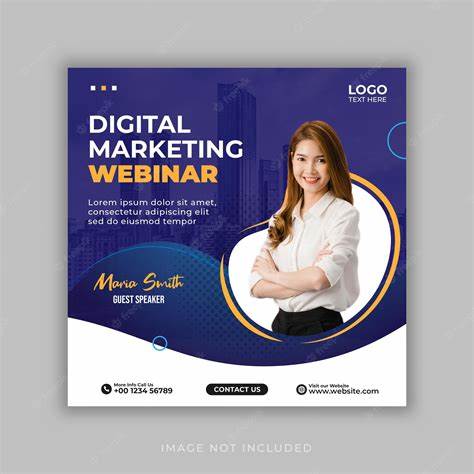 LOGO
TEXT HERE
DIGITAL
MARKETING
WEBINAR
Lorem ipsum dolor sit amet,
consectetur adipiscing elit
eiusmod tempor
Maria Smith
GUEST SPEAKER
More Info Call Us
+00 1234 56789
CONTACT US
Visit Our Website
www.website.com
IMAGE NOT INCLUDED